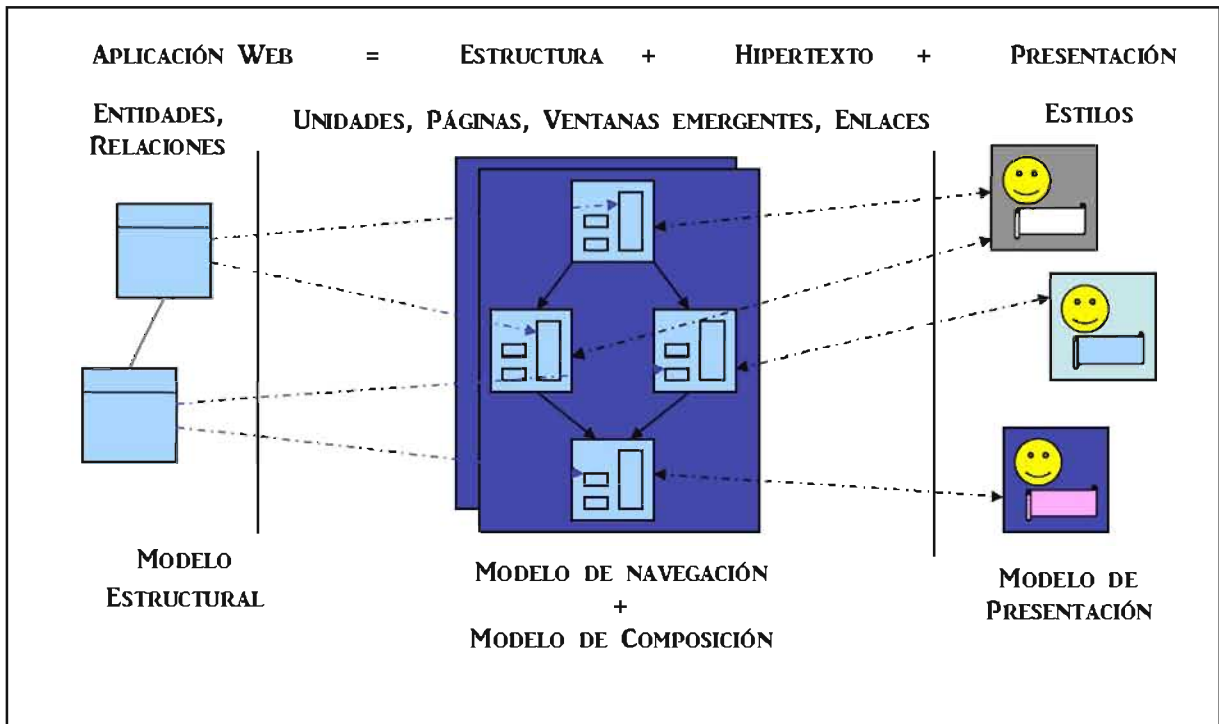 APLICACIÓN WEB = ESTRUCTURA + HIPERTEXTO + PRESENTACIÓN
ENTIDADES,
RELACIONES
UNIDADES, PÁGINAS, VENTANAS EMERGENTES, ENLACES
ESTILOS
MODELO
ESTRUCTURAL
MODELO DE NAVEGACIÓN
+
MODELO DE COMPOSICIÓN
MODELO DE
PRESENTACIÓN